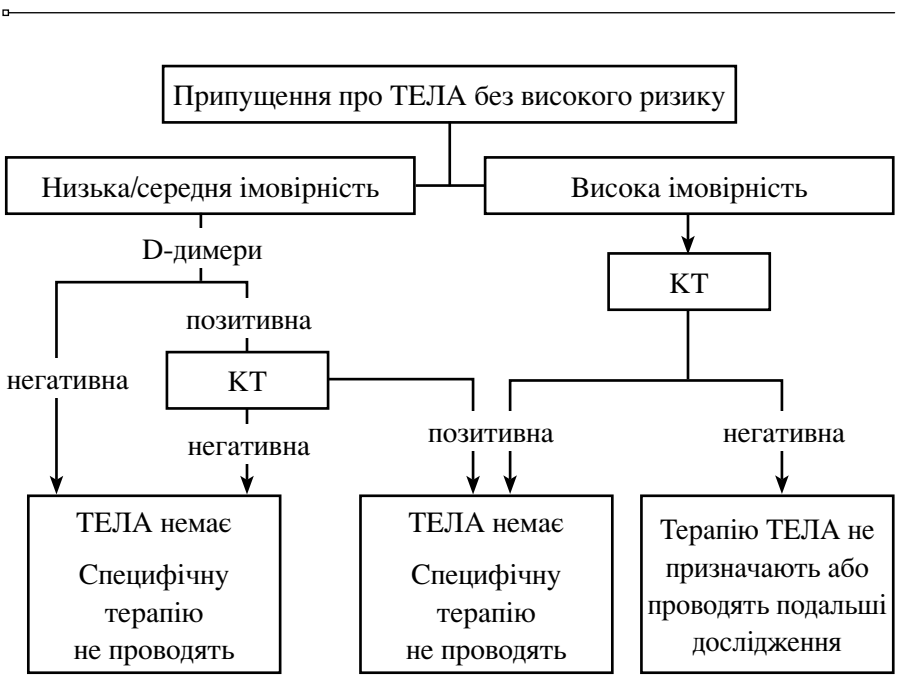 Припущення про ТЕЛА без високого ризику
Низька/середня імовірність
Висока імовірність
D-димери
КТ
позитивна
негативна
КТ
негативна
позитивна
негативна
ТЕЛА немає
Специфічну
терапію
не проводять
ТЕЛА немає
Специфічну
терапію
не проводять
Терапію ТЕЛА не
призначають або
проводять подальші
дослідження